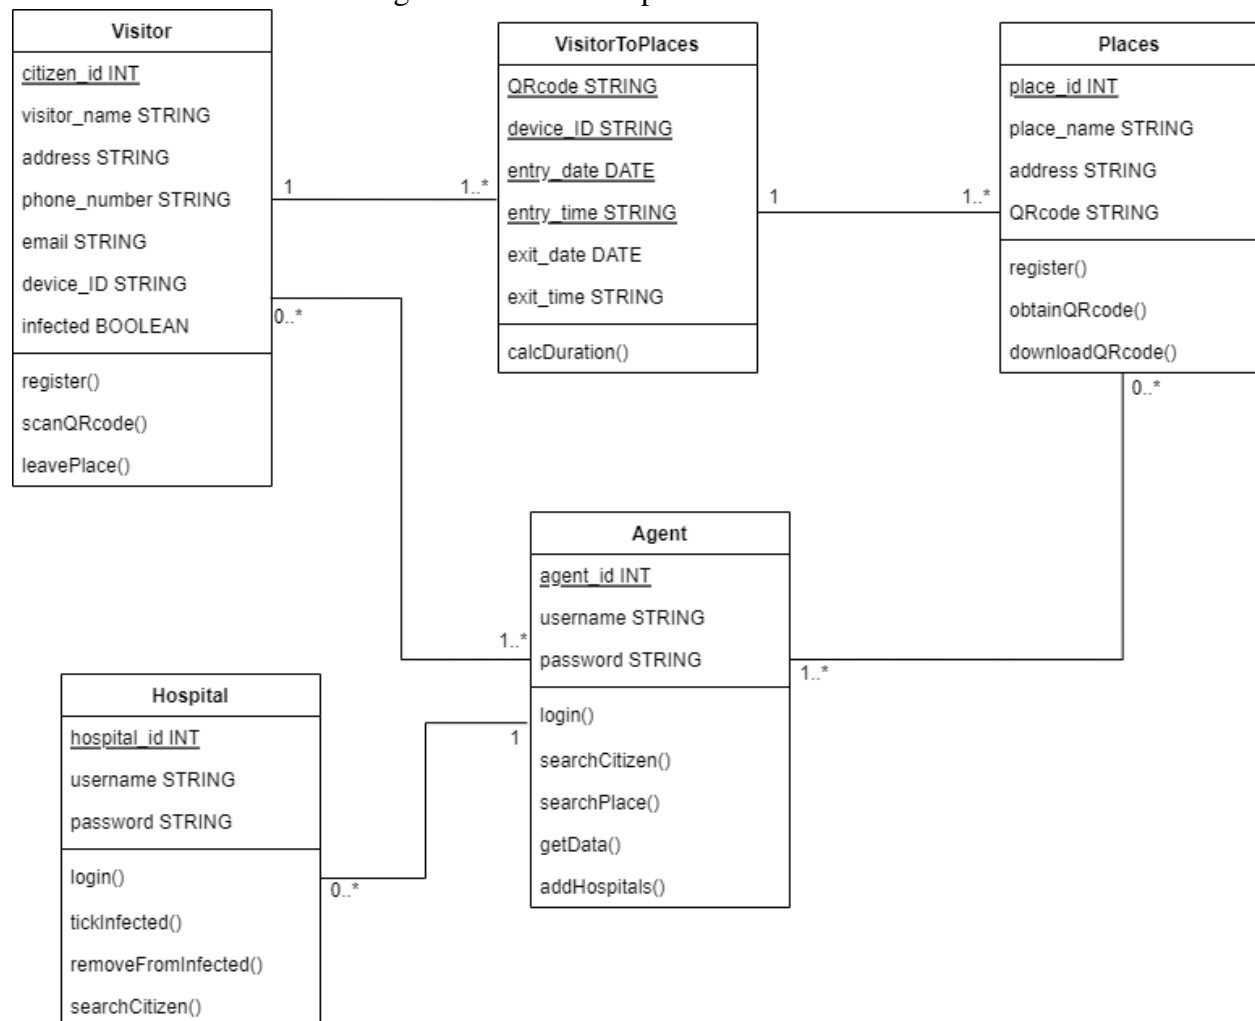 Visitor
citizen_id INT
visitor_name STRING
address STRING
phone_number STRING
email STRING
device_ID STRING
infected BOOLEAN
register()
scanQRcode()
leavePlace()
1
1..*
0..*
VisitorToPlaces
QRcode STRING
device_ID STRING
entry_date DATE
entry_time STRING
exit_date DATE
exit_time STRING
calcDuration()
1
1..*
Places
place_id INT
place_name STRING
address STRING
QRcode STRING
register()
obtainQRcode()
downloadQRcode()
0..*
Agent
agent_id INT
username STRING
password STRING
login()
searchCitizen()
searchPlace()
getData()
addHospitals()
1..*
1..*
1
Hospital
hospital_id INT
username STRING
password STRING
login()
tickInfected()
removeFromInfected()
searchCitizen()
0..*